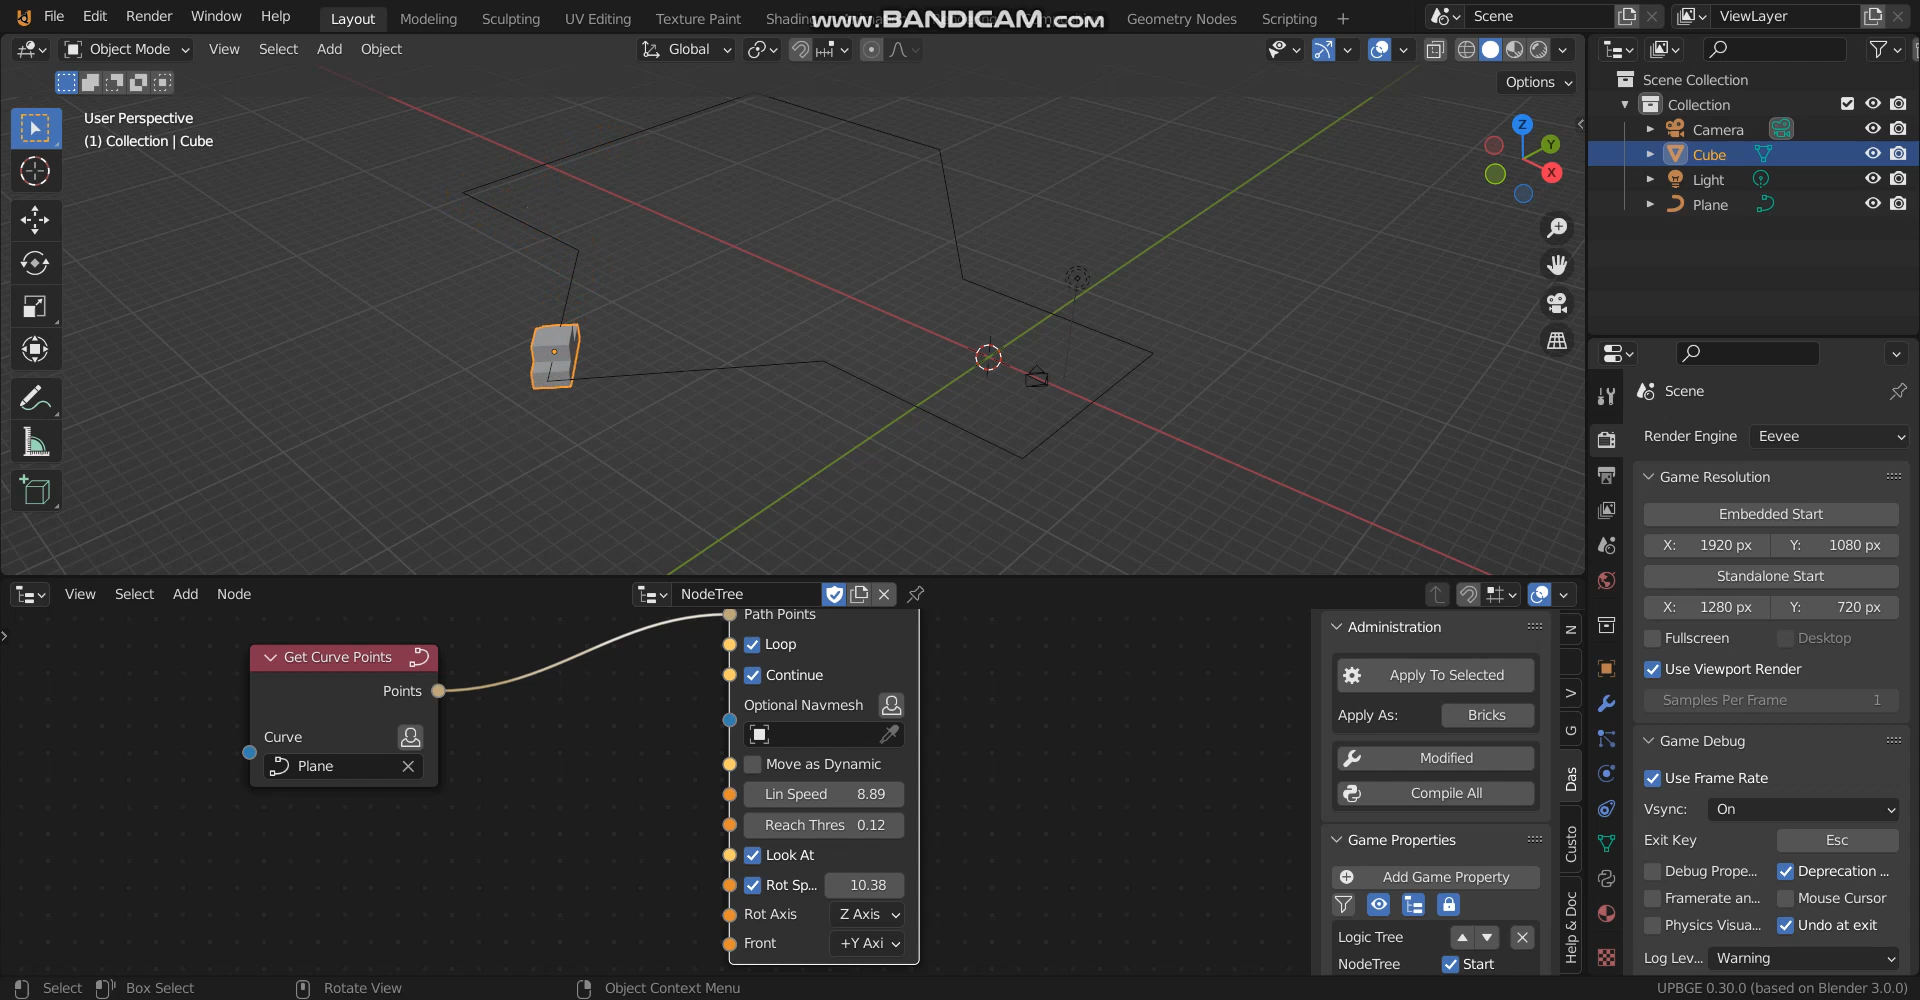 File Edit Render Window Help Layout Modeling Sculpting UV Editing Texture Paint Shadin www.BANDICAM.com Geometry Nodes Scripting + Scene ViewLayer
Object Mode View Select Add Object Global
Options
User Perspective
(1) Collection | Cube
Z
Y
X
Scene Collection
Collection
Camera
Cube
Light
Plane
Scene
Render Engine Eevee
Game Resolution
Embedded Start
X: 1920 px Y: 1080 px
Standalone Start
X: 1280 px Y: 720 px
Fullscreen Desktop
Use Viewport Render
Samples Per Frame 1
Game Debug
Use Frame Rate
Vsync: On
Exit Key Esc
Debug Prope... Deprecation ...
Framerate an... Mouse Cursor
Physics Visua... Undo at exit
Log Lev... Warning
View Select Add Node NodeTree
Get Curve Points
Points
Curve
Plane
Path Points
Loop
Continue
Optional Navmesh
Move as Dynamic
Lin Speed 8.89
Reach Thres 0.12
Look At
Rot Sp... 10.38
Rot Axis Z Axis
Front +Y Axi
Administration
Apply To Selected
Apply As: Bricks
Modified
Compile All
Game Properties
Add Game Property
Logic Tree
NodeTree Start
N
V
G
Das
Custo
Help & Doc
Select Box Select Rotate View Object Context Menu UPBGE 0.30.0 (based on Blender 3.0.0)